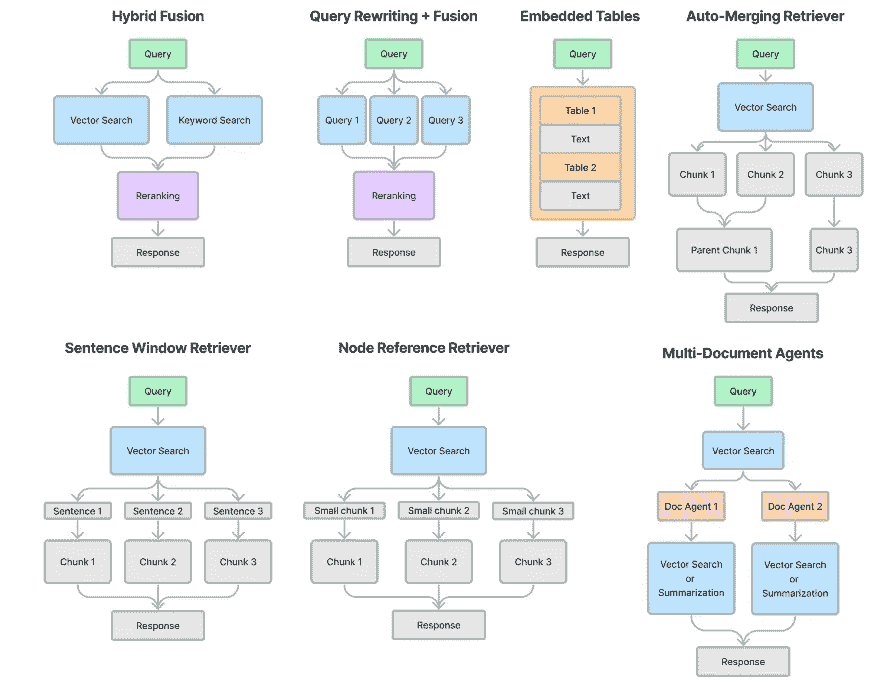 Hybrid Fusion
Query
Vector Search
Keyword Search
Reranking
Response
Query Rewriting + Fusion
Query
Query 1
Query 2
Query 3
Reranking
Response
Embedded Tables
Query
Table 1
Text
Table 2
Text
Response
Auto-Merging Retriever
Query
Vector Search
Chunk 1
Chunk 2
Chunk 3
Parent Chunk 1
Chunk 3
Response
Sentence Window Retriever
Query
Vector Search
Sentence 1
Sentence 2
Sentence 3
Chunk 1
Chunk 2
Chunk 3
Response
Node Reference Retriever
Query
Vector Search
Small chunk 1
Small chunk 2
Small chunk 3
Chunk 1
Chunk 2
Chunk 3
Response
Multi-Document Agents
Query
Vector Search
Doc Agent 1
Doc Agent 2
Vector Search
or
Summarization
Vector Search
or
Summarization
Response